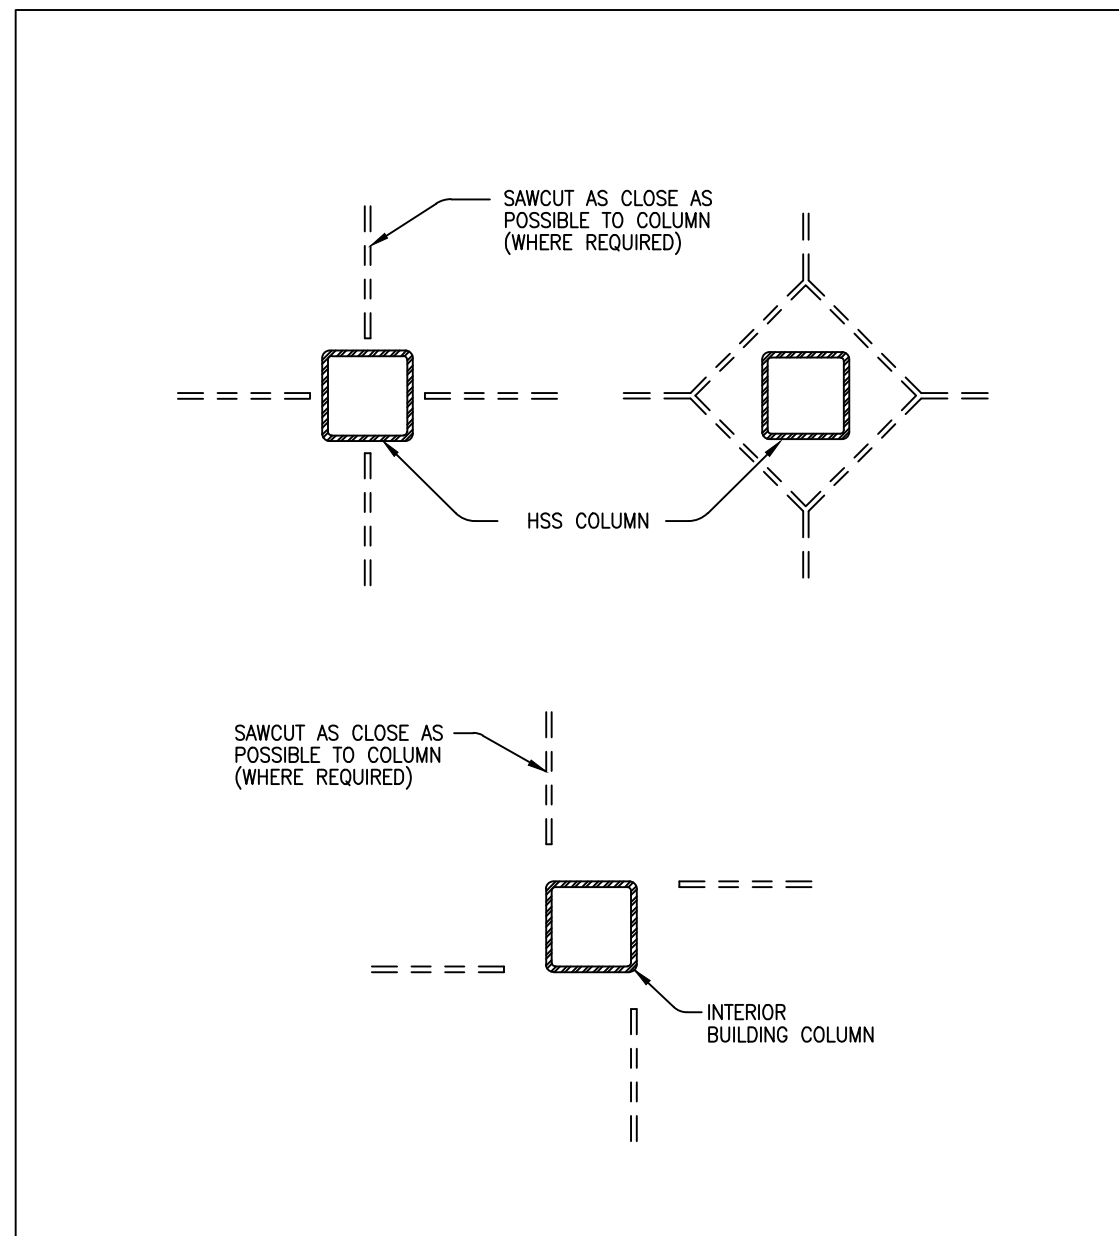 SAWCUT AS CLOSE AS
POSSIBLE TO COLUMN
(WHERE REQUIRED)
HSS COLUMN
SAWCUT AS CLOSE AS
POSSIBLE TO COLUMN
(WHERE REQUIRED)
INTERIOR
BUILDING COLUMN